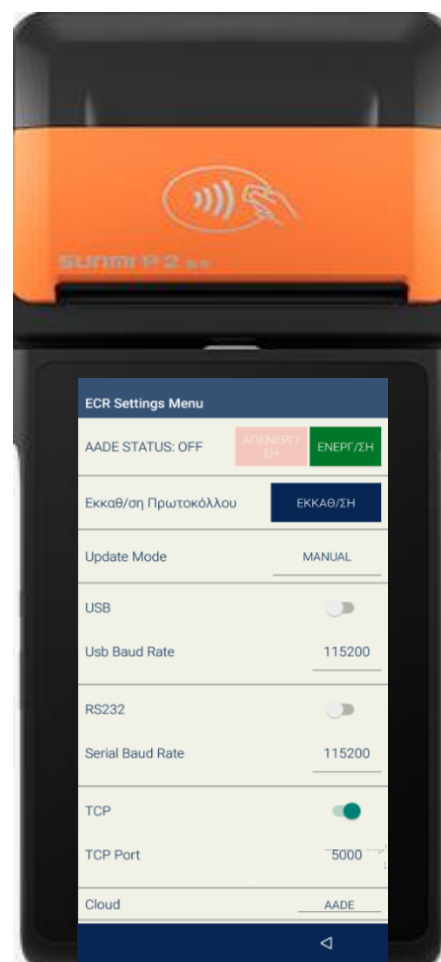 SUNMI P2
ECR Settings Menu
AADE STATUS: OFF
ΑΠΕΝΕΡΓ/
ΣΗ
ΕΝΕΡΓ/ΣΗ
Εκκαθ/ση Πρωτοκόλλου
ΕΚΚΑΘ/ΣΗ
Update Mode
MANUAL
USB
Usb Baud Rate
115200
RS232
Serial Baud Rate
115200
TCP
TCP Port
5000
Cloud
AADE